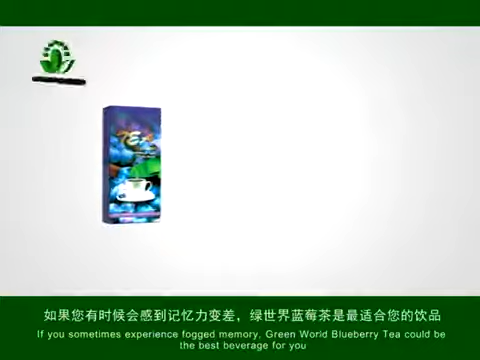 如果您有时候会感到记忆力变差，绿世界蓝莓茶是最适合您的饮品
If you sometimes experience fogged memory, Green World Blueberry Tea could be
the best beverage for you